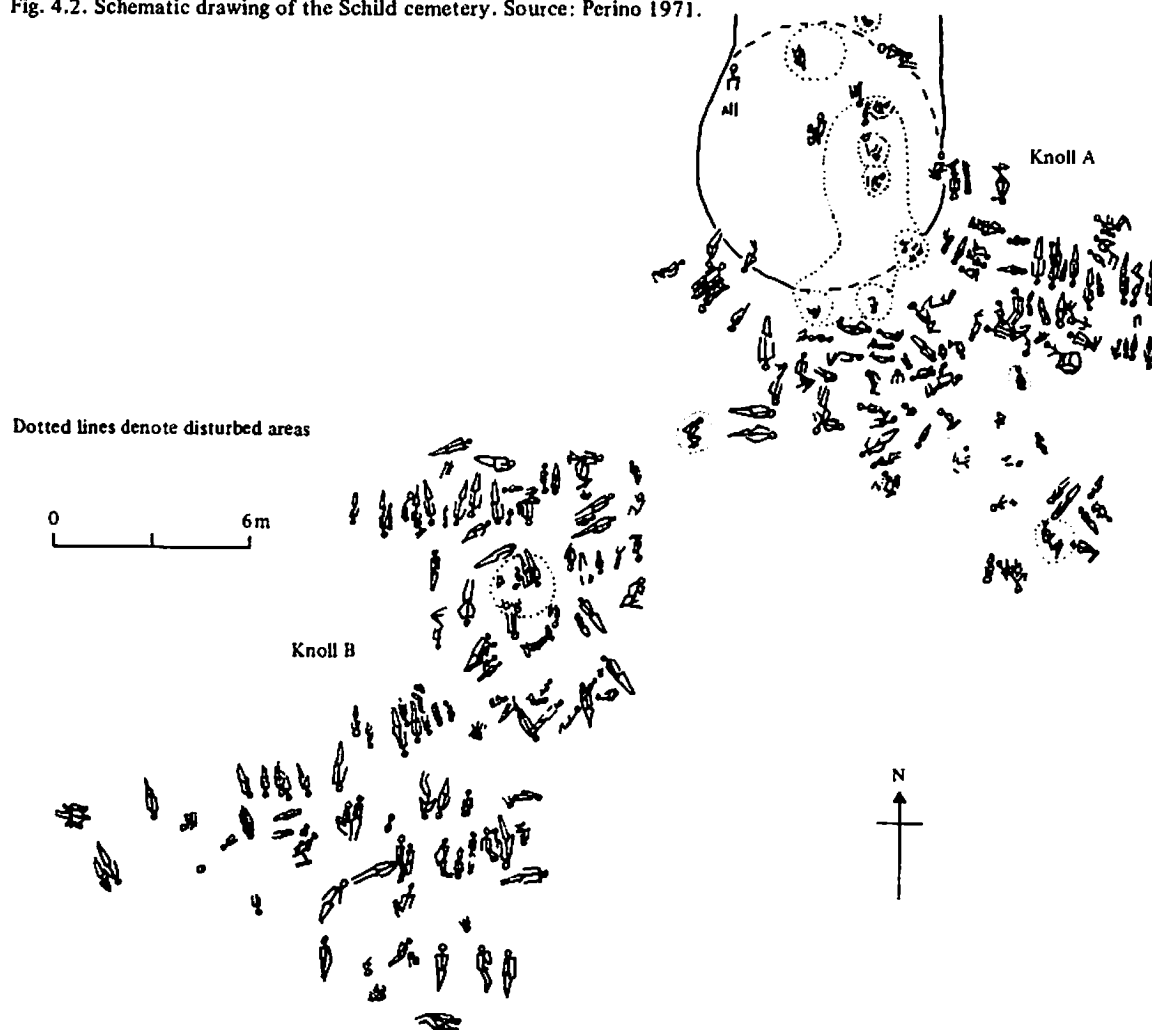 Fig. 4.2. Schematic drawing of the Schild cemetery. Source: Perino 1971.
Knoll A
Dotted lines denote disturbed areas
0 6m
Knoll B
N